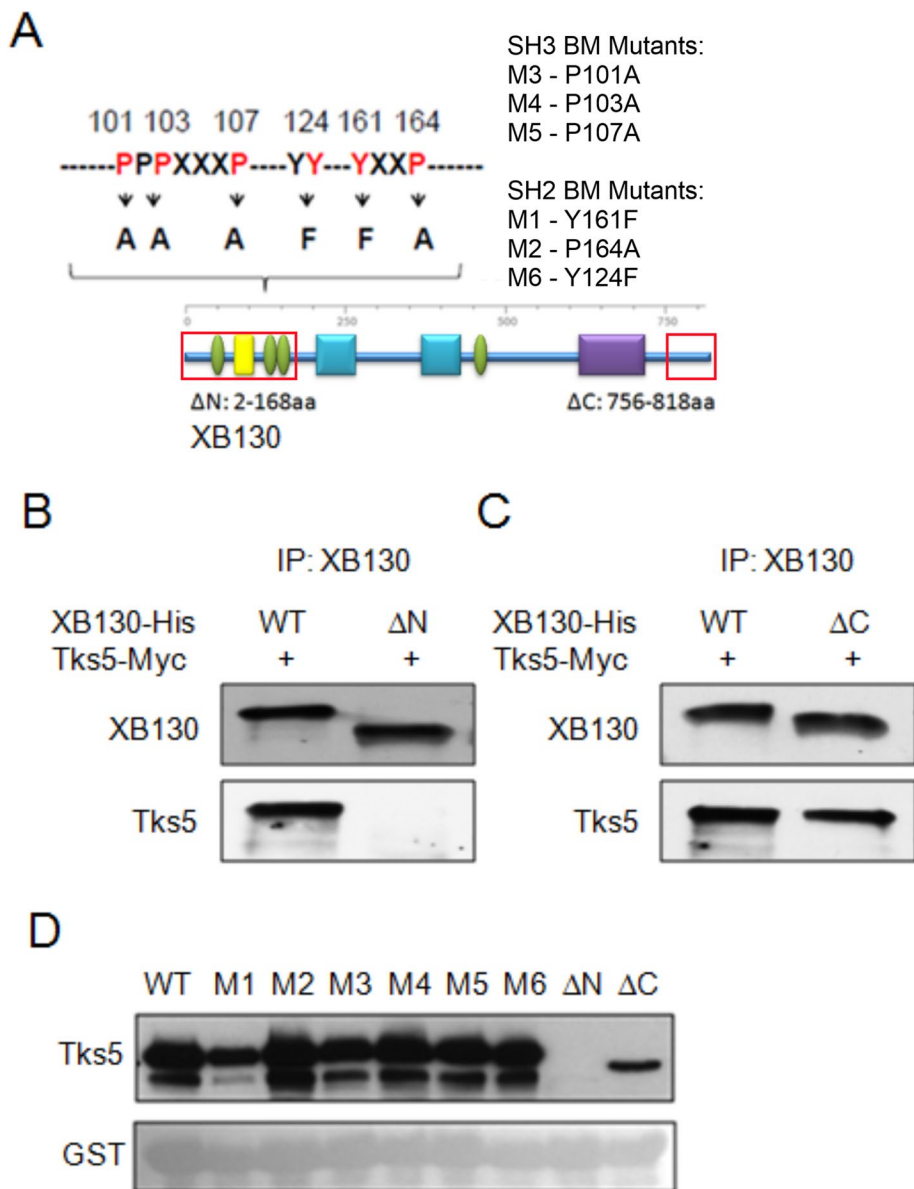 A
SH3 BM Mutants:
M3 - P101A
M4 - P103A
M5 - P107A
SH2 BM Mutants:
M1 - Y161F
M2 - P164A
M6 - Y124F
101 103 107 124 161 164
------PPPXXXP----YY---YXXP------
A A A F F A
0 250 500 750
ΔN: 2-168aa ΔC: 756-818aa
XB130
B
IP: XB130
XB130-His WT ΔN
Tks5-Myc + +
XB130
Tks5
C
IP: XB130
XB130-His WT ΔC
Tks5-Myc + +
XB130
Tks5
D
WT M1 M2 M3 M4 M5 M6 ΔN ΔC
Tks5
GST